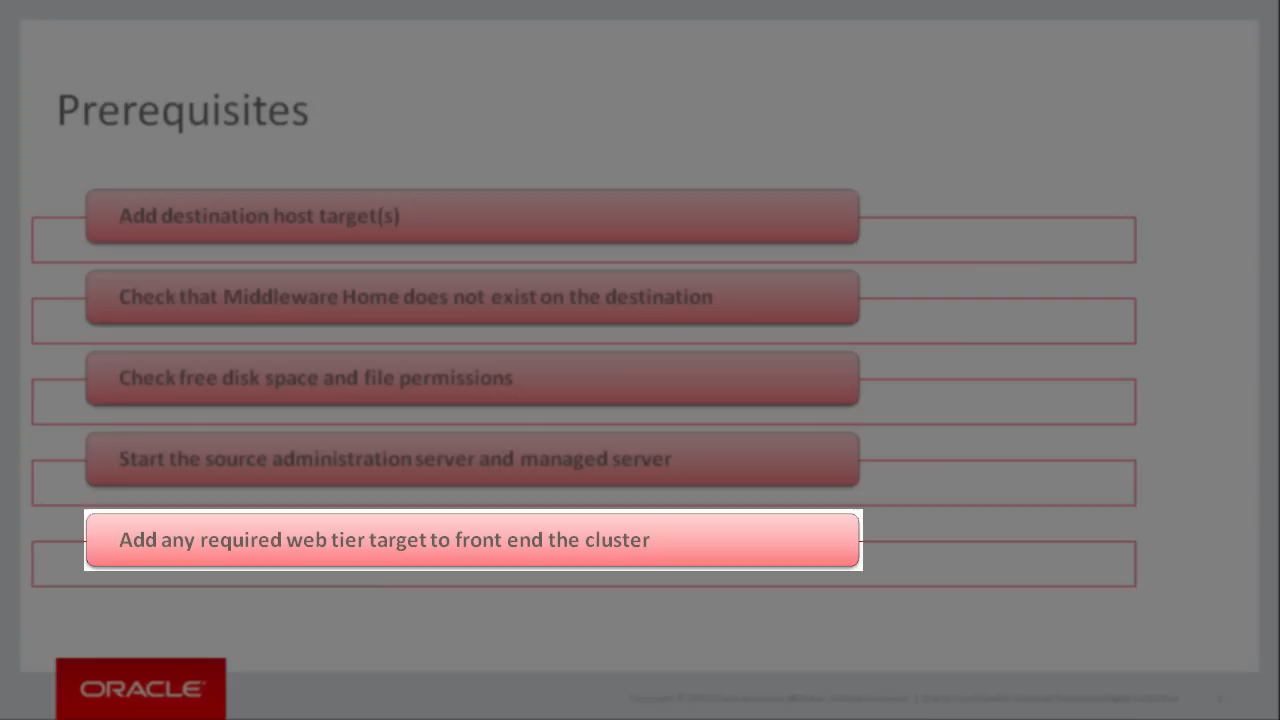 Prerequisites
Add destination host target(s)
Check that Middleware Home does not exist on the destination
Check free disk space and file permissions
Start the source administration server and managed server
Add any required web tier target to front end the cluster
ORACLE